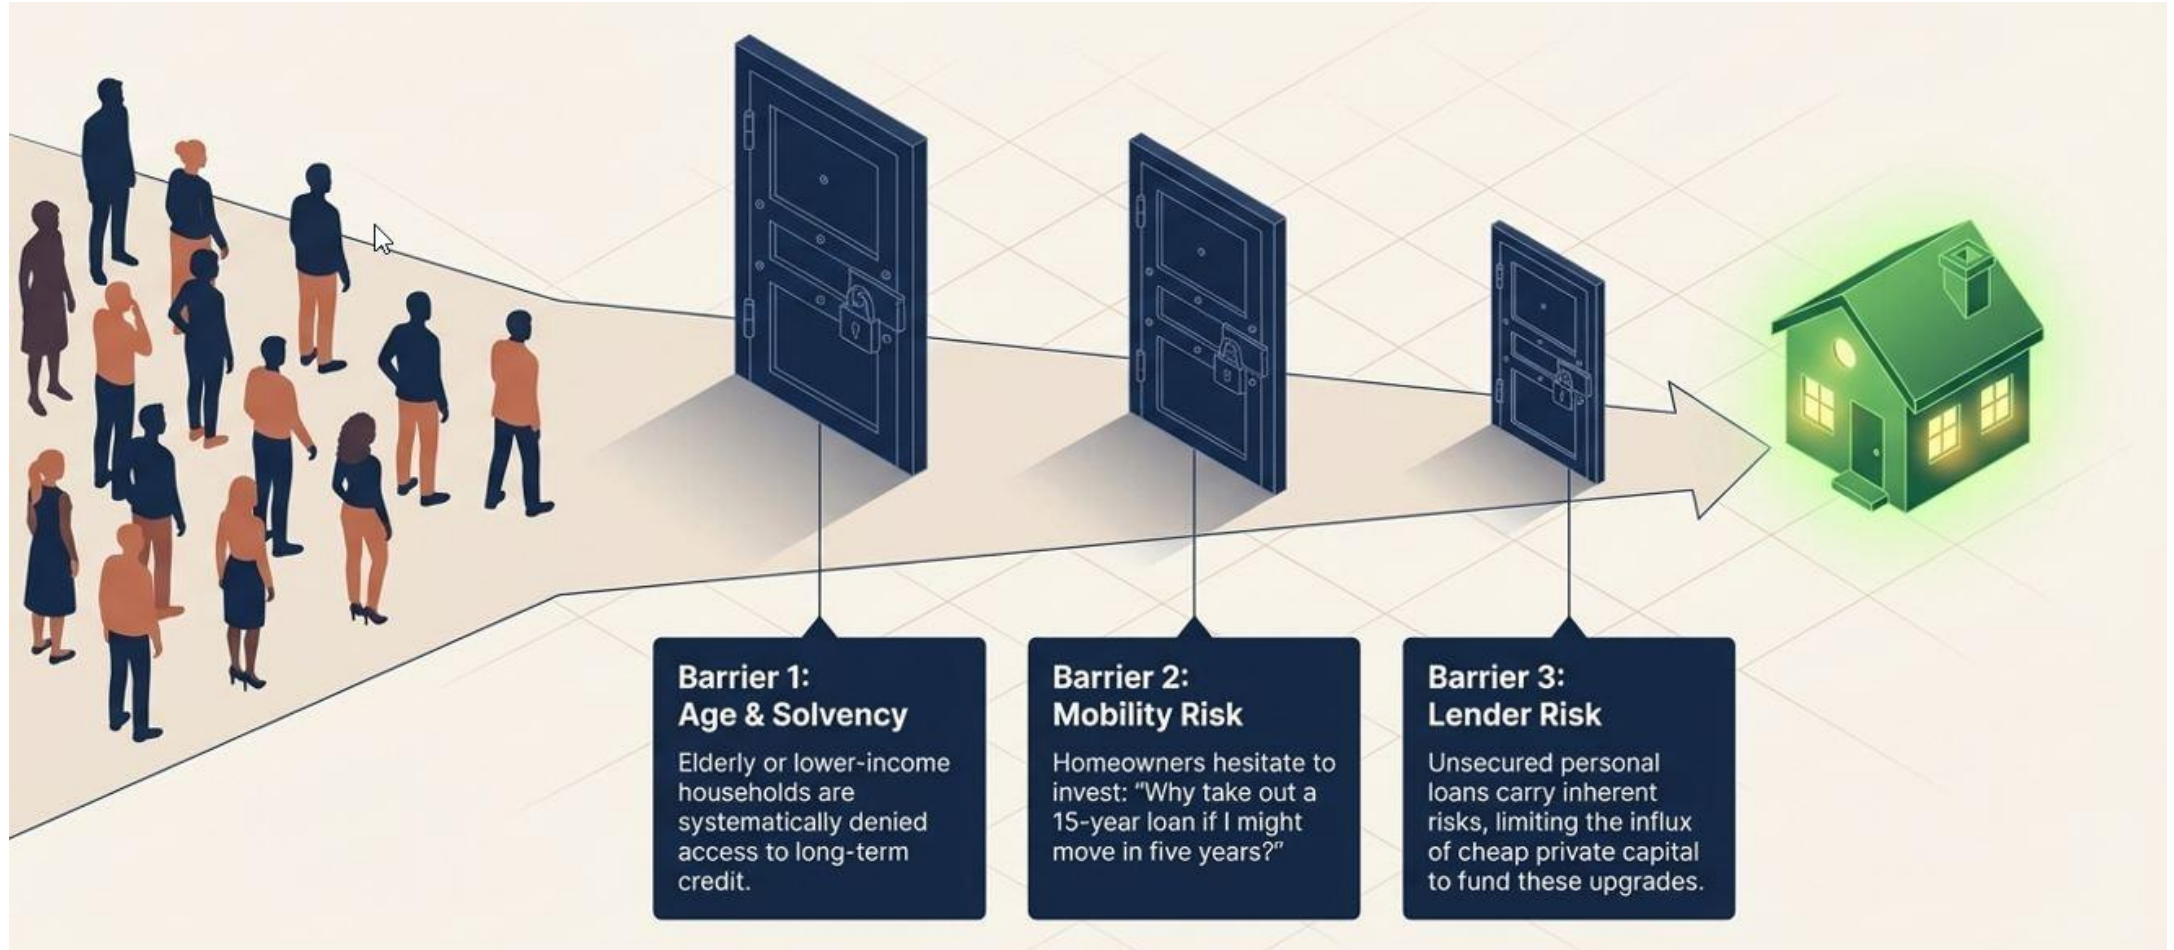 Barrier 1:
Age & Solvency
Elderly or lower-income
households are
systematically denied
access to long-term
credit.
Barrier 2:
Mobility Risk
Homeowners hesitate to
invest: “Why take out a
15-year loan if I might
move in five years?”
Barrier 3:
Lender Risk
Unsecured personal
loans carry inherent
risks, limiting the influx
of cheap private capital
to fund these upgrades.